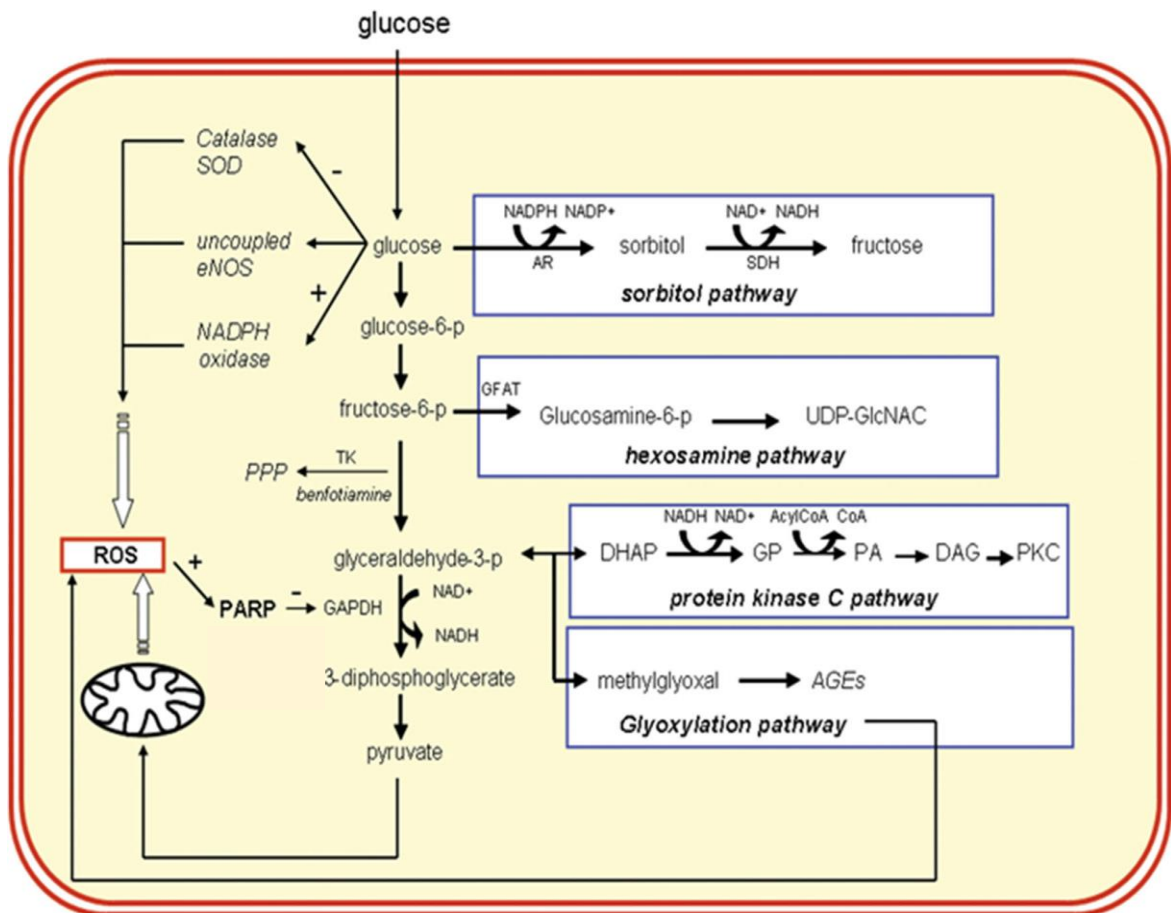 glucose
Catalase
SOD
-
NADPH NADP+
NAD+ NADH
uncoupled
eNOS
glucose
sorbitol
fructose
AR
SDH
+
sorbitol pathway
NADPH
oxidase
glucose-6-p
GFAT
fructose-6-p
Glucosamine-6-p
UDP-GlcNAC
hexosamine pathway
PPP
TK
benfotiamine
NADH NAD+
AcylCoA CoA
ROS
+
glyceraldehyde-3-p
DHAP
GP
PA
DAG
PKC
PARP
-
GAPDH
NAD+
NADH
protein kinase C pathway
3-diphosphoglycerate
methylglyoxal
AGEs
Glyoxylation pathway
pyruvate